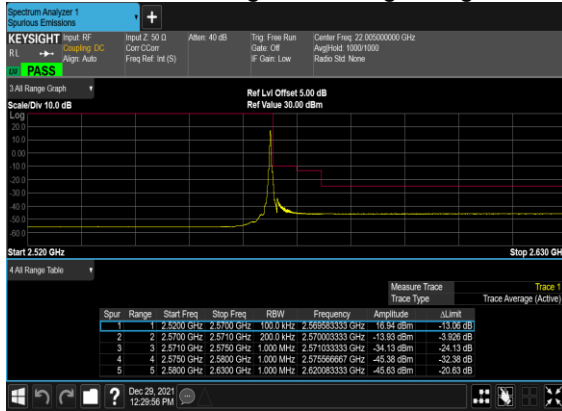 Spectrum Analyzer 1
Spurious Emissions
+
KEYSIGHT Input: RF Input Z: 50 Ω Atten: 40 dB Trig: Free Run Center Freq: 22.005000000 GHz
RL Coupling: DC Corr CCorr Gate: Off Avg|Hold: 1000/1000
Align: Auto Freq Ref: Int (S) IF Gain: Low Radio Std: None
PASS
3 All Range Graph Ref Lvl Offset 5.00 dB
Scale/Div 10.0 dB Ref Value 30.00 dBm
Log
20.0
10.0
0.00
-10.0
-20.0
-30.0
-40.0
-50.0
-60.0
Start 2.520 GHz Stop 2.630 GH
4 All Range Table
Measure Trace Trace 1
Trace Type Trace Average (Active)
Spur Range Start Freq Stop Freq RBW Frequency Amplitude ΔLimit
1 1 2.5200 GHz 2.5700 GHz 100.0 kHz 2.569583333 GHz 16.94 dBm -13.06 dB
2 2 2.5700 GHz 2.5710 GHz 200.0 kHz 2.570003333 GHz -13.93 dBm -3.926 dB
3 3 2.5710 GHz 2.5750 GHz 1.000 MHz 2.571033333 GHz -34.13 dBm -24.13 dB
4 4 2.5750 GHz 2.5800 GHz 1.000 MHz 2.575566667 GHz -45.38 dBm -32.38 dB
5 5 2.5800 GHz 2.6300 GHz 1.000 MHz 2.620083333 GHz -45.63 dBm -20.63 dB
? Dec 29, 2021
12:29:56 PM